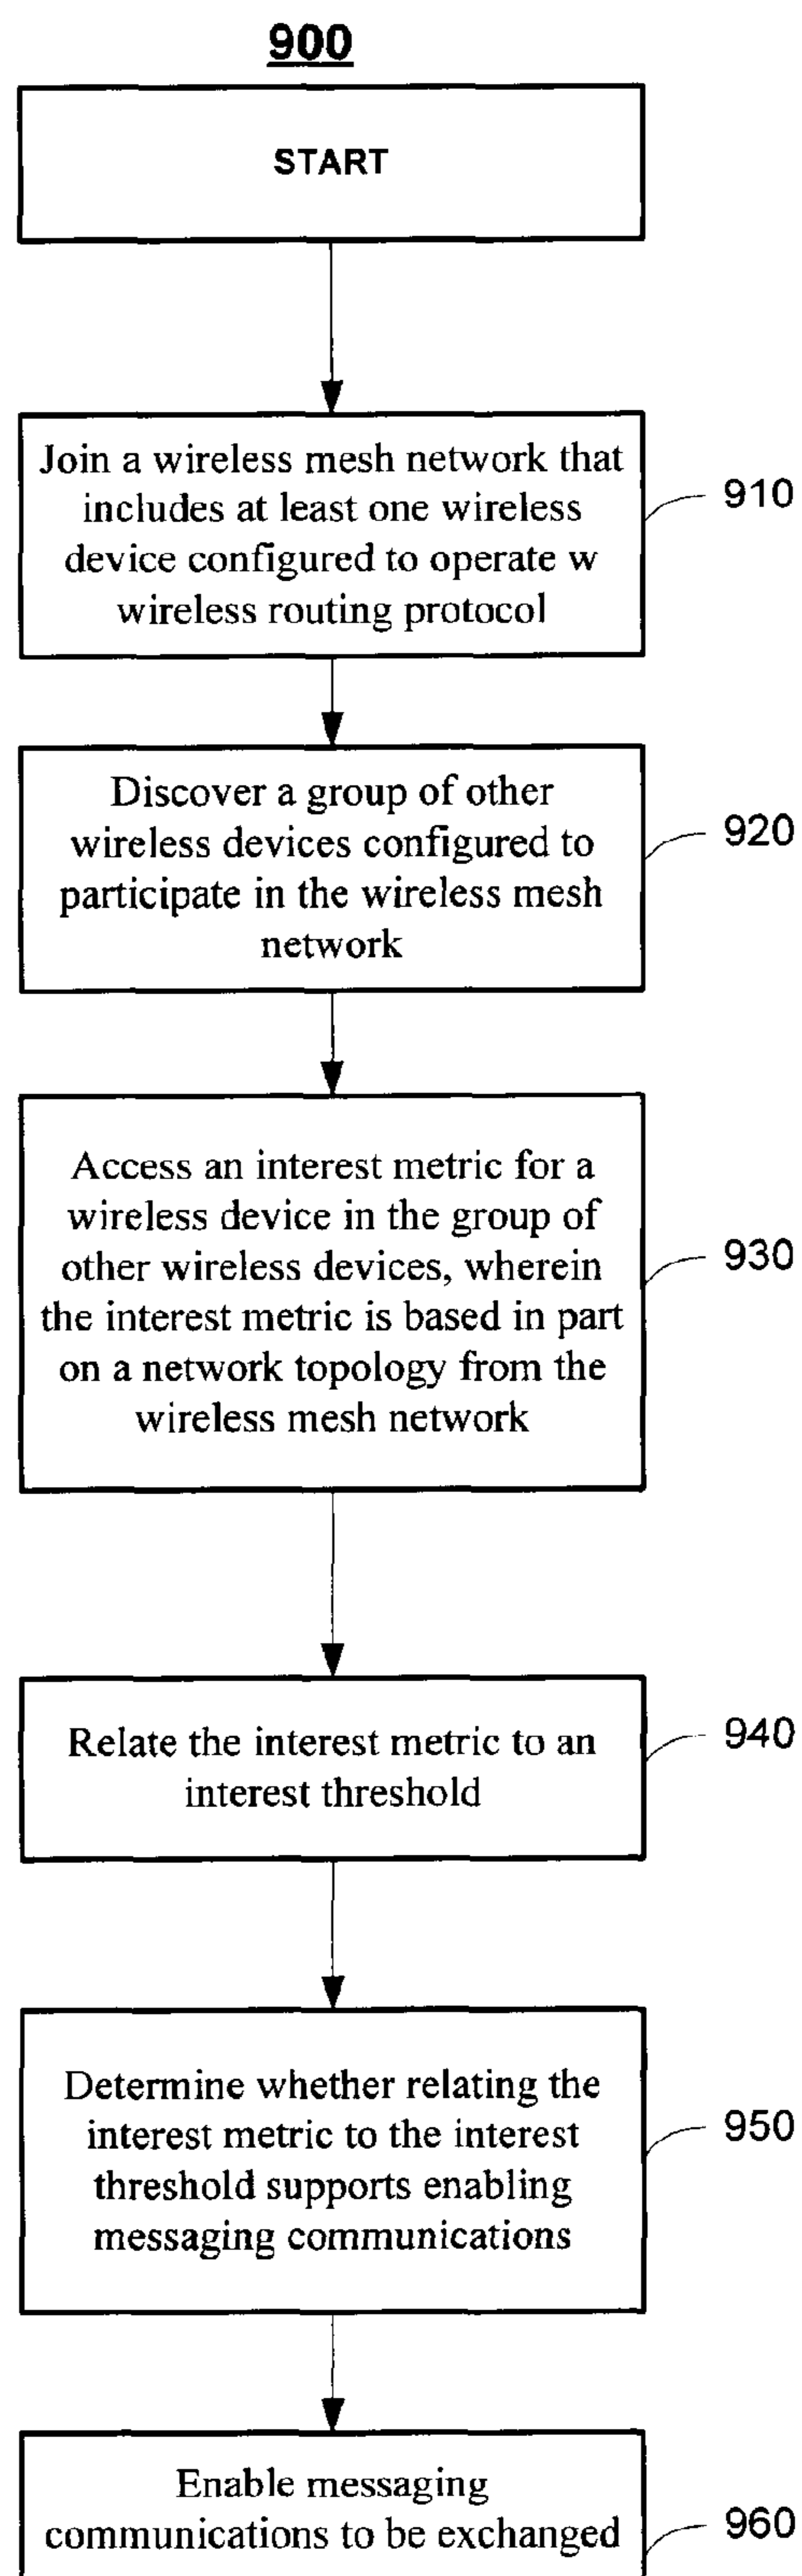 900
START
Join a wireless mesh network that
includes at least one wireless
device configured to operate w
wireless routing protocol
910
Discover a group of other
wireless devices configured to
participate in the wireless mesh
network
920
Access an interest metric for a
wireless device in the group of
other wireless devices, wherein
the interest metric is based in part
on a network topology from the
wireless mesh network
930
Relate the interest metric to an
interest threshold
940
Determine whether relating the
interest metric to the interest
threshold supports enabling
messaging communications
950
Enable messaging
communications to be exchanged
960